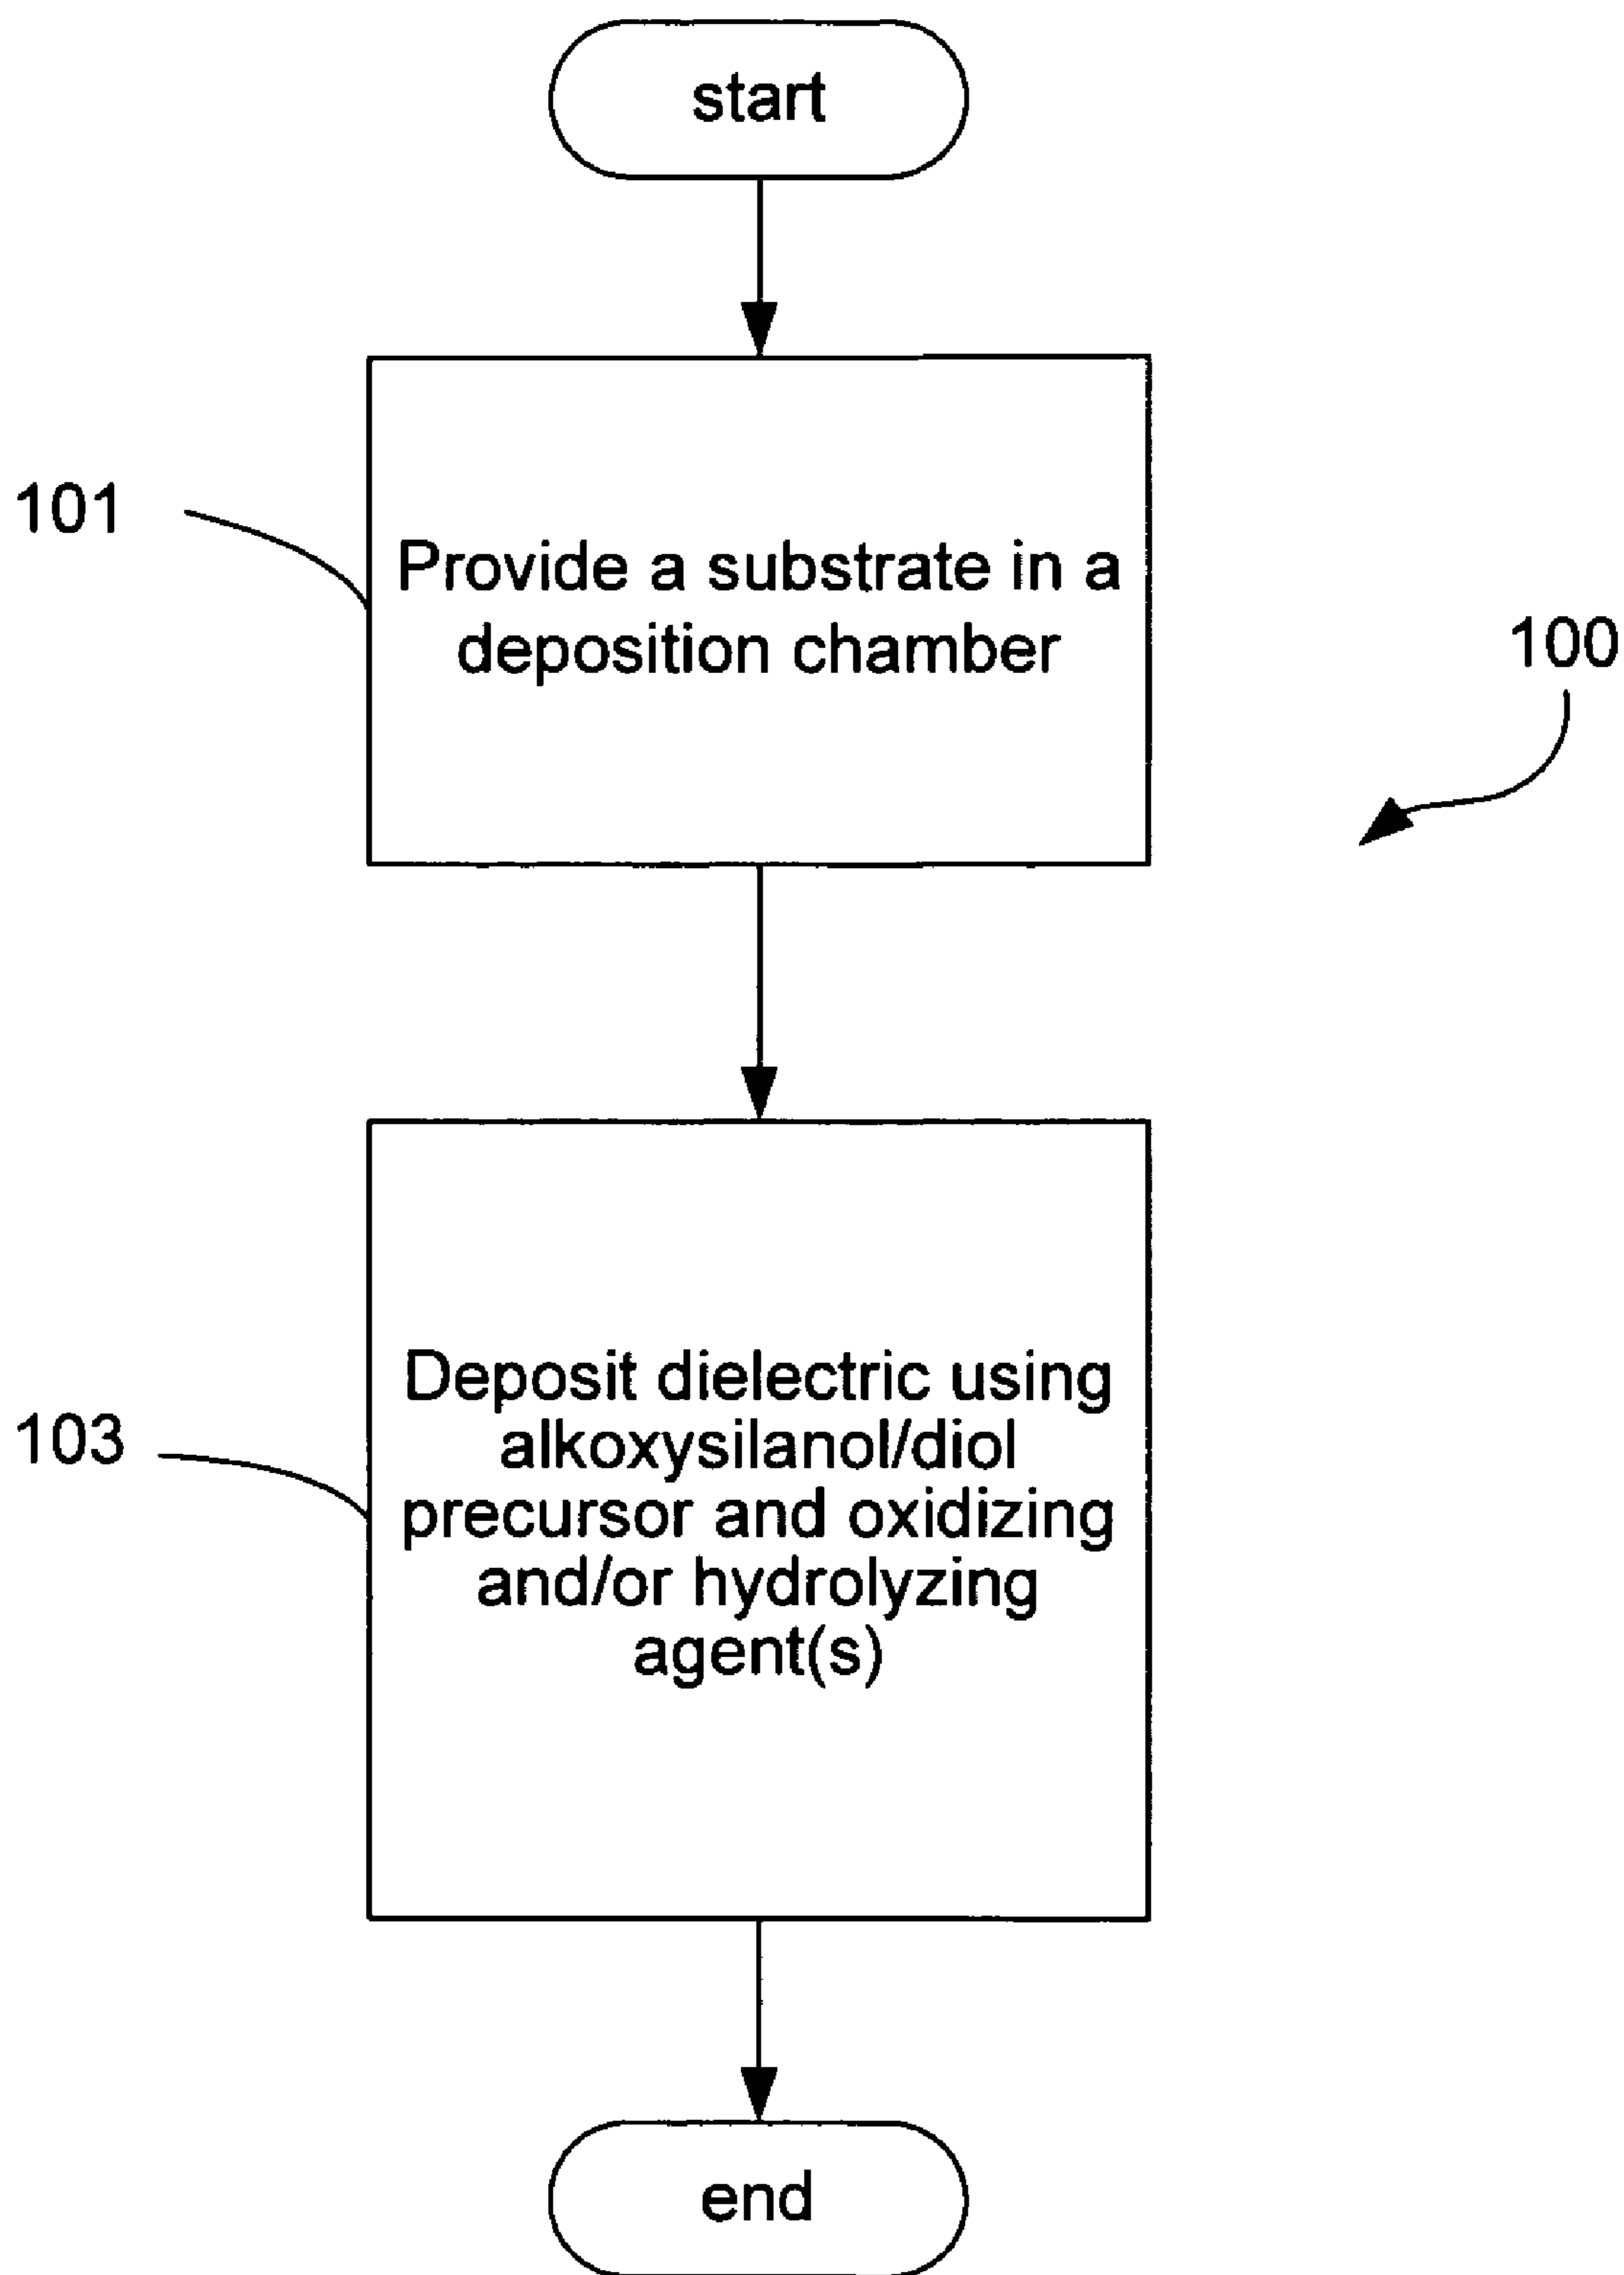 start
101
Provide a substrate in a
deposition chamber
100
103
Deposit dielectric using
alkoxysilanol/diol
precursor and oxidizing
and/or hydrolyzing
agent(s)
end